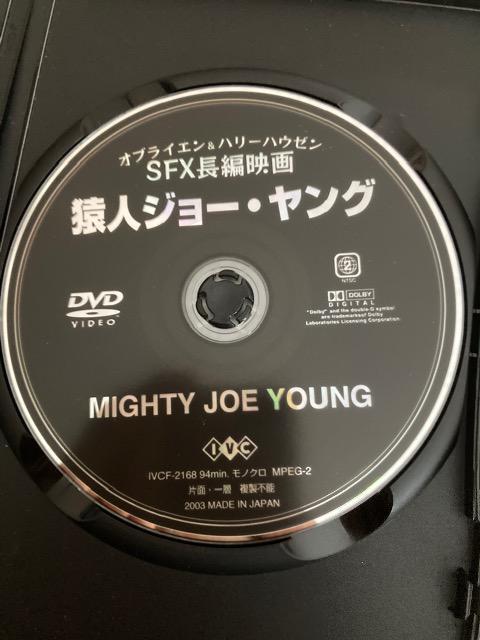 オブライエン&ハリーハウゼン
SFX長編映画
猿人ジョー・ヤング
2
NTSC
DVD
VIDEO
DOLBY
DIGITAL
"Dolby" and the double-D symbol
are trademarksof Dolby
Laboratories Licensing Corporation.
MIGHTY JOE YOUNG
IVC
IVCF-2168 94min. モノクロ MPEG-2
片面・一層 複製不能
2003 MADE IN JAPAN